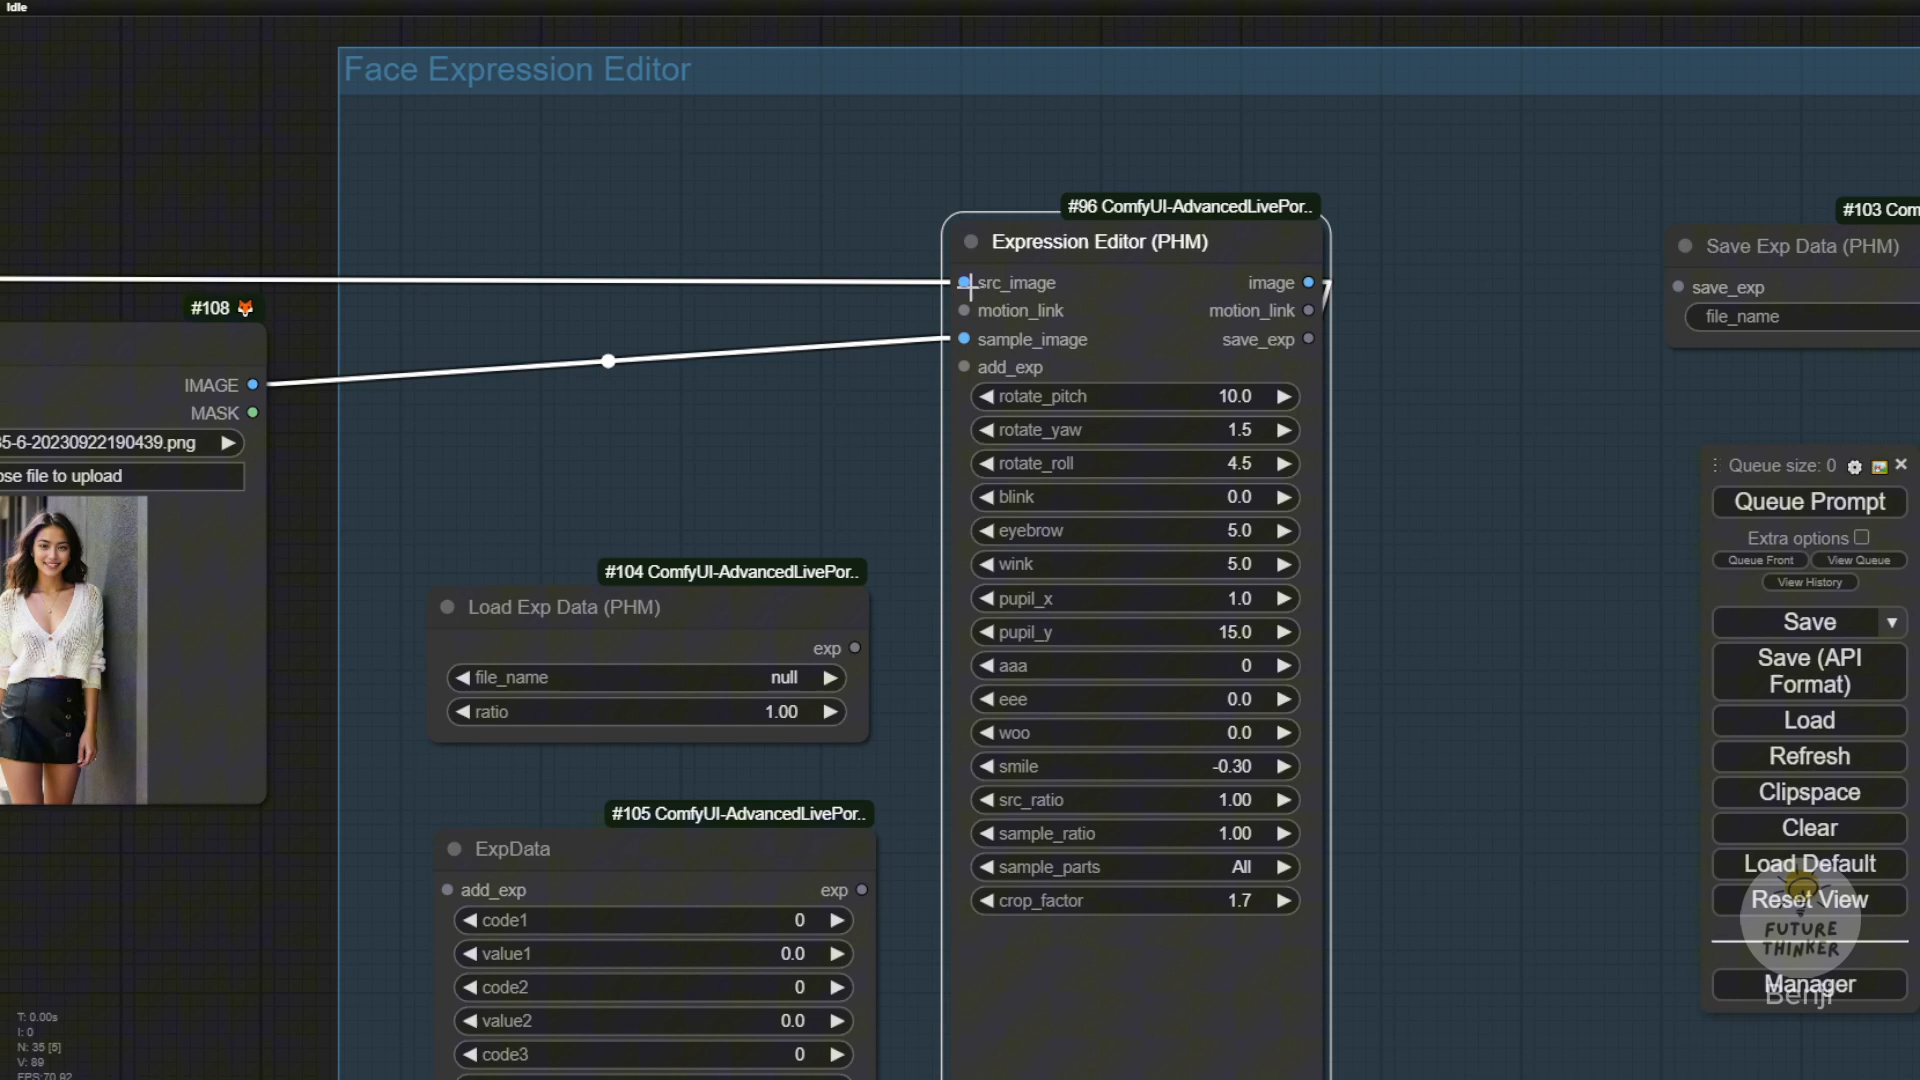 Idle
Face Expression Editor
#96 ComfyUI-AdvancedLivePor..
Expression Editor (PHM)
src_image
image
motion_link
motion_link
sample_image
save_exp
add_exp
rotate_pitch 10.0
rotate_yaw 1.5
rotate_roll 4.5
blink 0.0
eyebrow 5.0
wink 5.0
pupil_x 1.0
pupil_y 15.0
aaa 0
eee 0.0
woo 0.0
smile -0.30
src_ratio 1.00
sample_ratio 1.00
sample_parts All
crop_factor 1.7
#108
IMAGE
MASK
35-6-20230922190439.png
ose file to upload
#104 ComfyUI-AdvancedLivePor..
Load Exp Data (PHM)
exp
file_name null
ratio 1.00
#105 ComfyUI-AdvancedLivePor..
ExpData
add_exp
exp
code1 0
value1 0.0
code2 0
value2 0.0
code3 0
#103 Com
Save Exp Data (PHM)
save_exp
file_name
Queue size: 0
Queue Prompt
Extra options
Queue Front
View Queue
View History
Save
Save (API
Format)
Load
Refresh
Clipspace
Clear
Load Default
Reset View
FUTURE
THINKER
Manager
Benji
T: 0.00s
I: 0
N: 35 [5]
V: 89
FPS:70.92